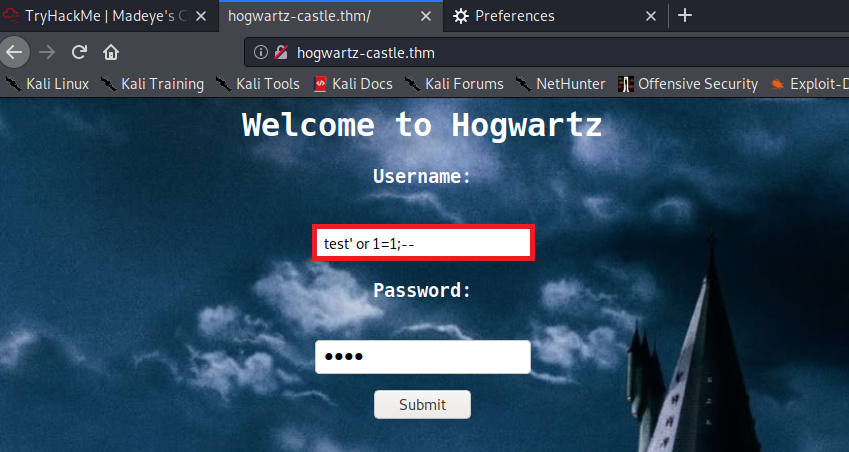 TryHackMe | Madeye's C
hogwartz-castle.thm/
Preferences
hogwartz-castle.thm
Kali Linux Kali Training Kali Tools Kali Docs Kali Forums NetHunter Offensive Security Exploit-D
Welcome to Hogwartz
Username:
test' or 1=1;--
Password:
••••
Submit